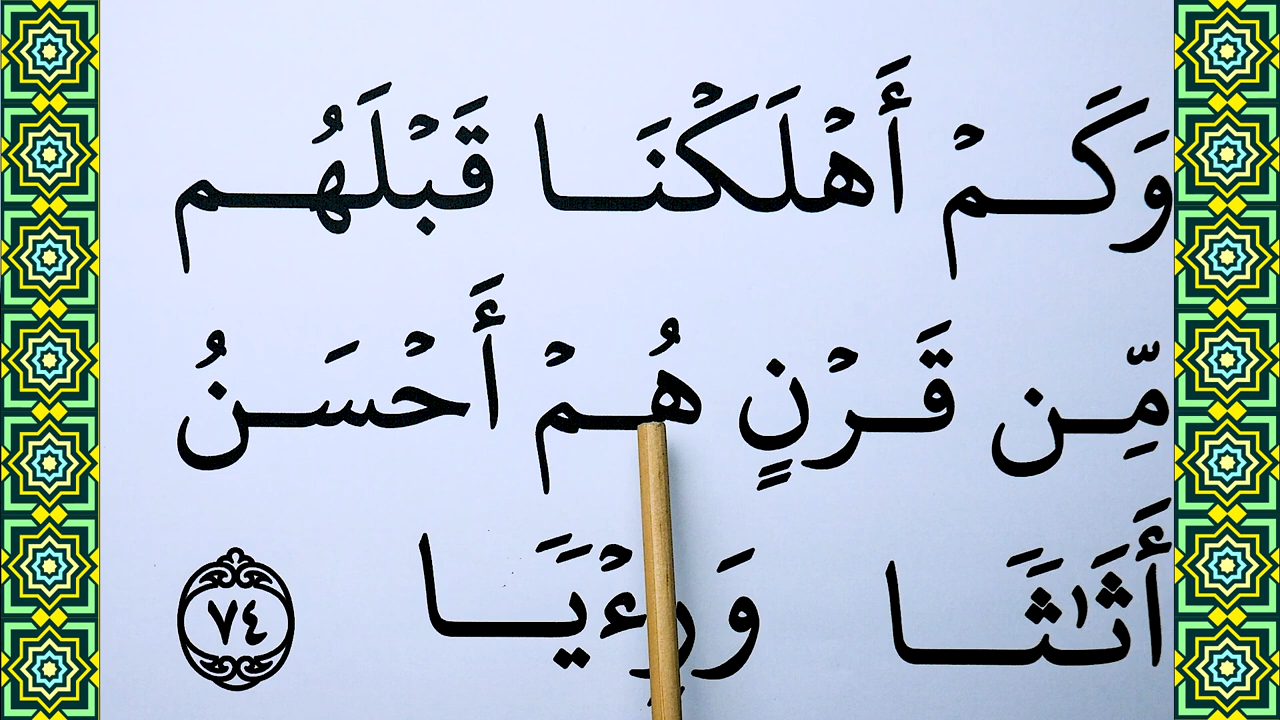 وَكَمْ أَهْلَكْنَا قَبْلَهُم
مِّن قَرْنٍ هُمْ أَحْسَنُ
أَثَٰثًا وَرِءْيًا ٧٤